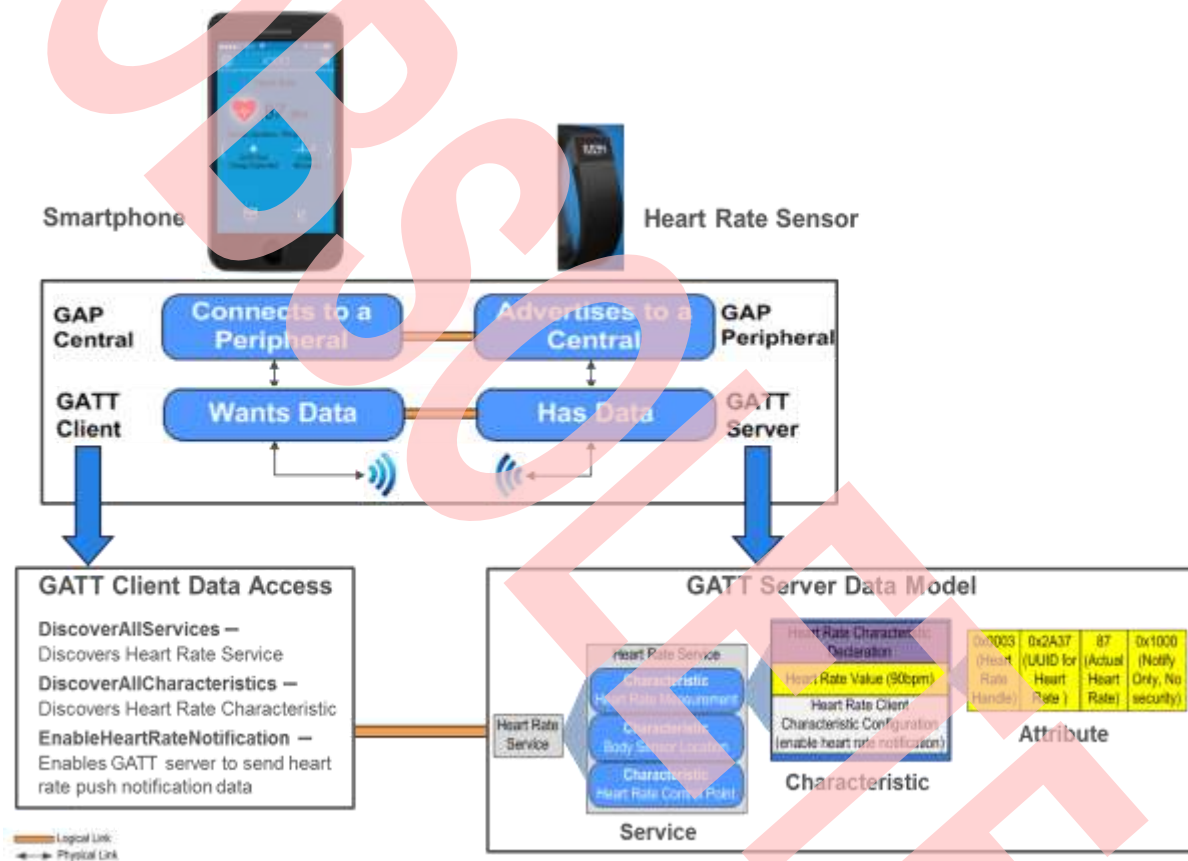 Smartphone
Heart Rate Sensor
GAP
Central
Connects to a
Peripheral
Advertises to a
Central
GAP
Peripheral
GATT
Client
Wants Data
Has Data
GATT
Server
GATT Client Data Access
DiscoverAllServices —
Discovers Heart Rate Service
DiscoverAllCharacteristics —
Discovers Heart Rate Characteristic
EnableHeartRateNotification —
Enables GATT server to send heart
rate push notification data
GATT Server Data Model
Heart Rate
Service
Heart Rate Service
Characteristic
Heart Rate Measurement
Characteristic
Body Sensor Location
Characteristic
Heart Rate Control Point
Service
Heart Rate Characteristic
Declaration
Heart Rate Value (90bpm)
Heart Rate Client
Characteristic Configuration
(enable heart rate notification)
Characteristic
0x0003
(Heart
Rate
Handle)
0x2A37
(UUID for
Heart
Rate )
87
(Actual
Heart
Rate)
0x1000
(Notify
Only, No
security)
Attribute
Logical Link
Physical Link
OBSOLETE